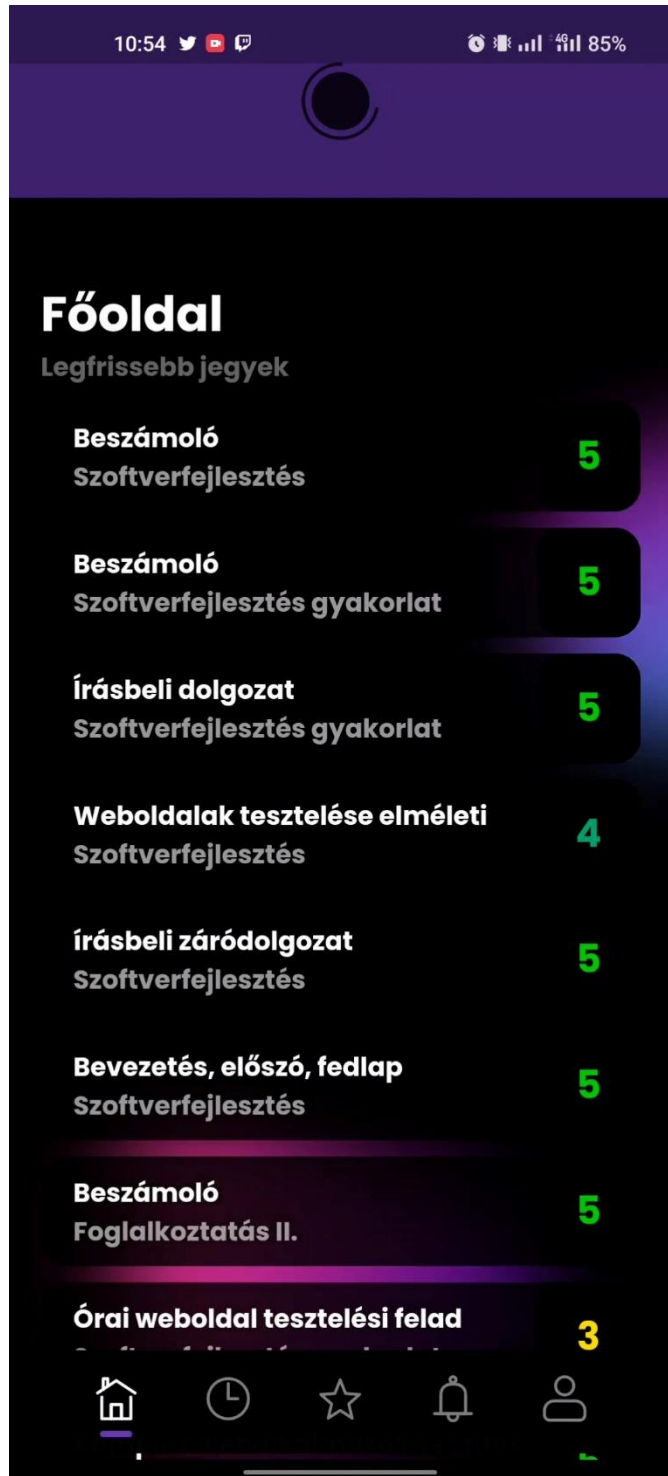 10:54 4G 85%
Főoldal
Legfrissebb jegyek
Beszámoló
Szoftverfejlesztés
5
Beszámoló
Szoftverfejlesztés gyakorlat
5
Írásbeli dolgozat
Szoftverfejlesztés gyakorlat
5
Weboldalak tesztelése elméleti
Szoftverfejlesztés
4
írásbeli záródolgozat
Szoftverfejlesztés
5
Bevezetés, előszó, fedlap
Szoftverfejlesztés
5
Beszámoló
Foglalkoztatás II.
5
Órai weboldal tesztelési felad
3